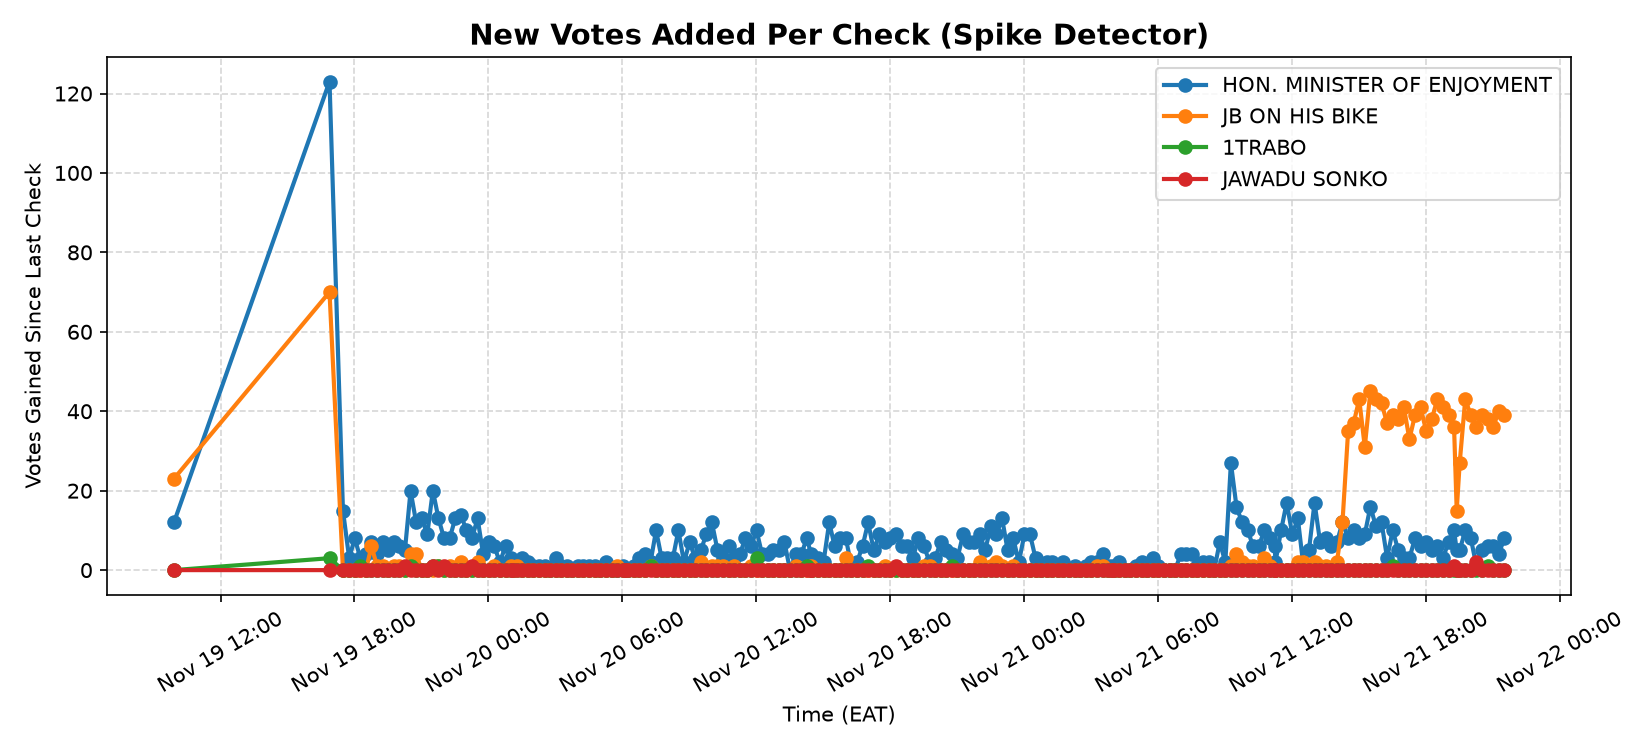 New Votes Added Per Check (Spike Detector)
HON. MINISTER OF ENJOYMENT
JB ON HIS BIKE
1TRABO
JAWADU SONKO
Votes Gained Since Last Check
120
100
80
60
40
20
0
Nov 19 12:00
Nov 19 18:00
Nov 20 00:00
Nov 20 06:00
Nov 20 12:00
Nov 20 18:00
Nov 21 00:00
Nov 21 06:00
Nov 21 12:00
Nov 21 18:00
Nov 22 00:00
Time (EAT)